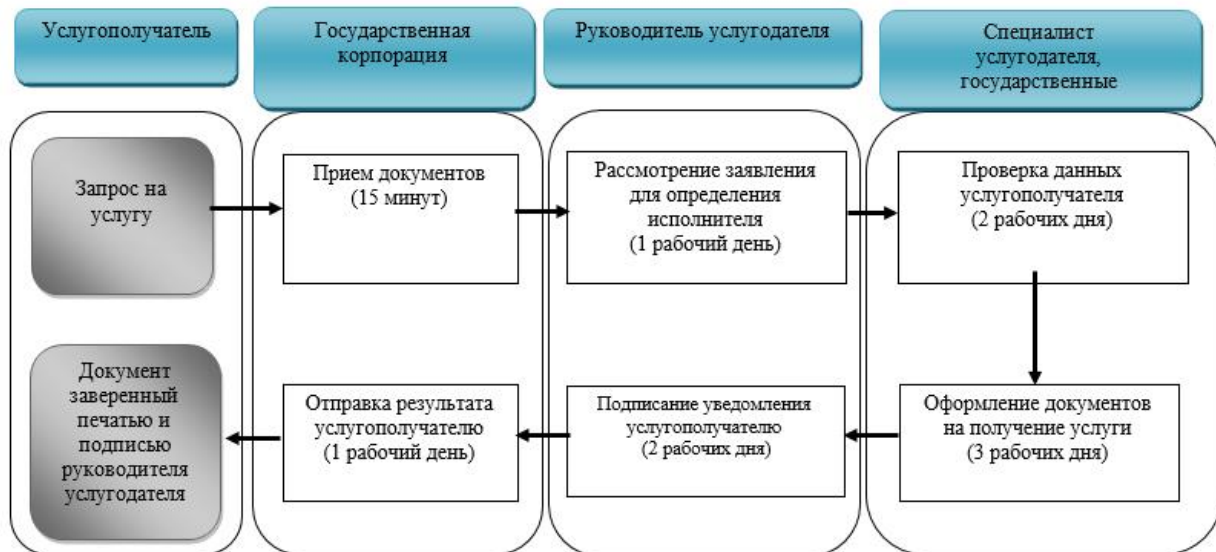 Услугополучатель
Государственная
корпорация
Руководитель услугодателя
Специалист
услугодателя,
государственные
Запрос на
услугу
Прием документов
(15 минут)
Рассмотрение заявления
для определения
исполнителя
(1 рабочий день)
Проверка данных
услугополучателя
(2 рабочих дня)
Документ
заверенный
печатью и
подписью
руководителя
услугодателя
Отправка результата
услугополучателю
(1 рабочий день)
Подписание уведомления
услугополучателю
(2 рабочих дня)
Оформление документов
на получение услуги
(3 рабочих дня)